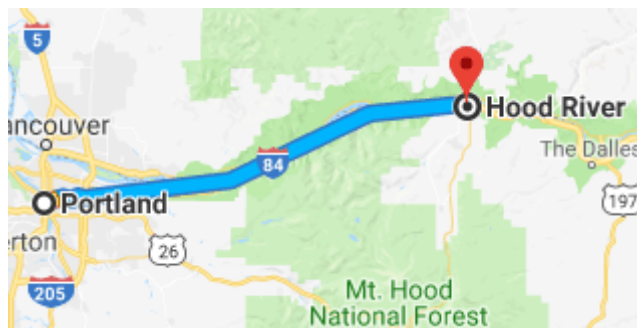 5
ancouver
Hood River
84
The Dalles
Portland
197
erton
26
205
Mt. Hood
National Forest